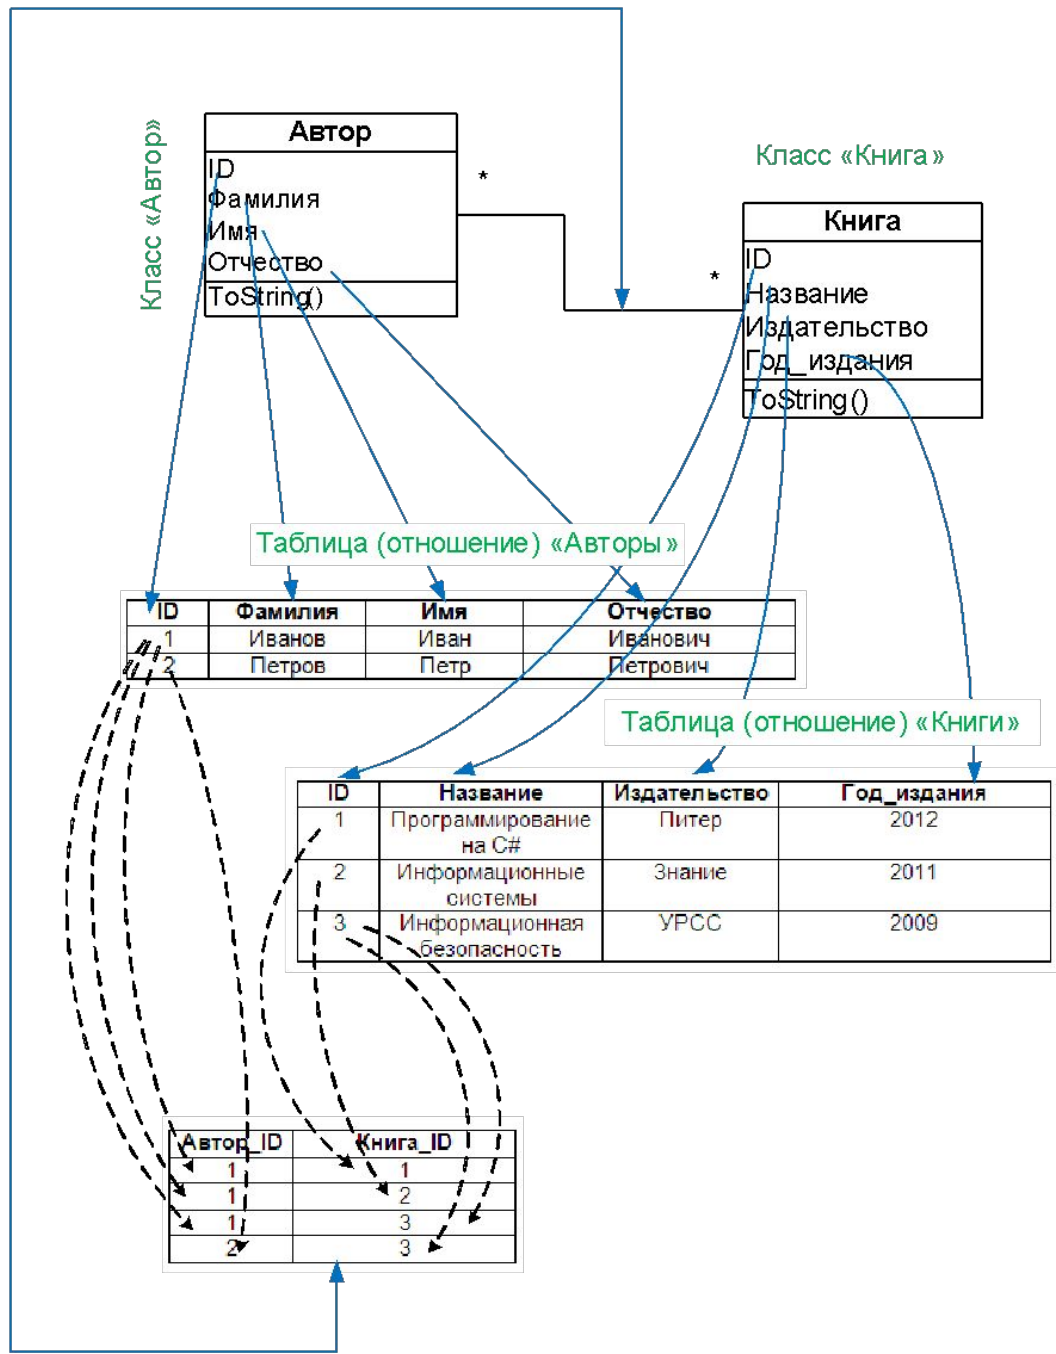 Класс «Автор»
Автор
ID
Фамилия
Имя
Отчество
ToString()
*
*
Класс «Книга»
Книга
ID
Название
Издательство
Год_издания
ToString()
Таблица (отношение) «Авторы»
ID Фамилия Имя Отчество
1 Иванов Иван Иванович
2 Петров Петр Петрович
Таблица (отношение) «Книги»
ID Название Издательство Год_издания
1 Программирование Питер 2012
на C#
2 Информационные Знание 2011
системы
3 Информационная УРСС 2009
безопасность
Автор_ID Книга_ID
1 1
1 2
1 3
2 3